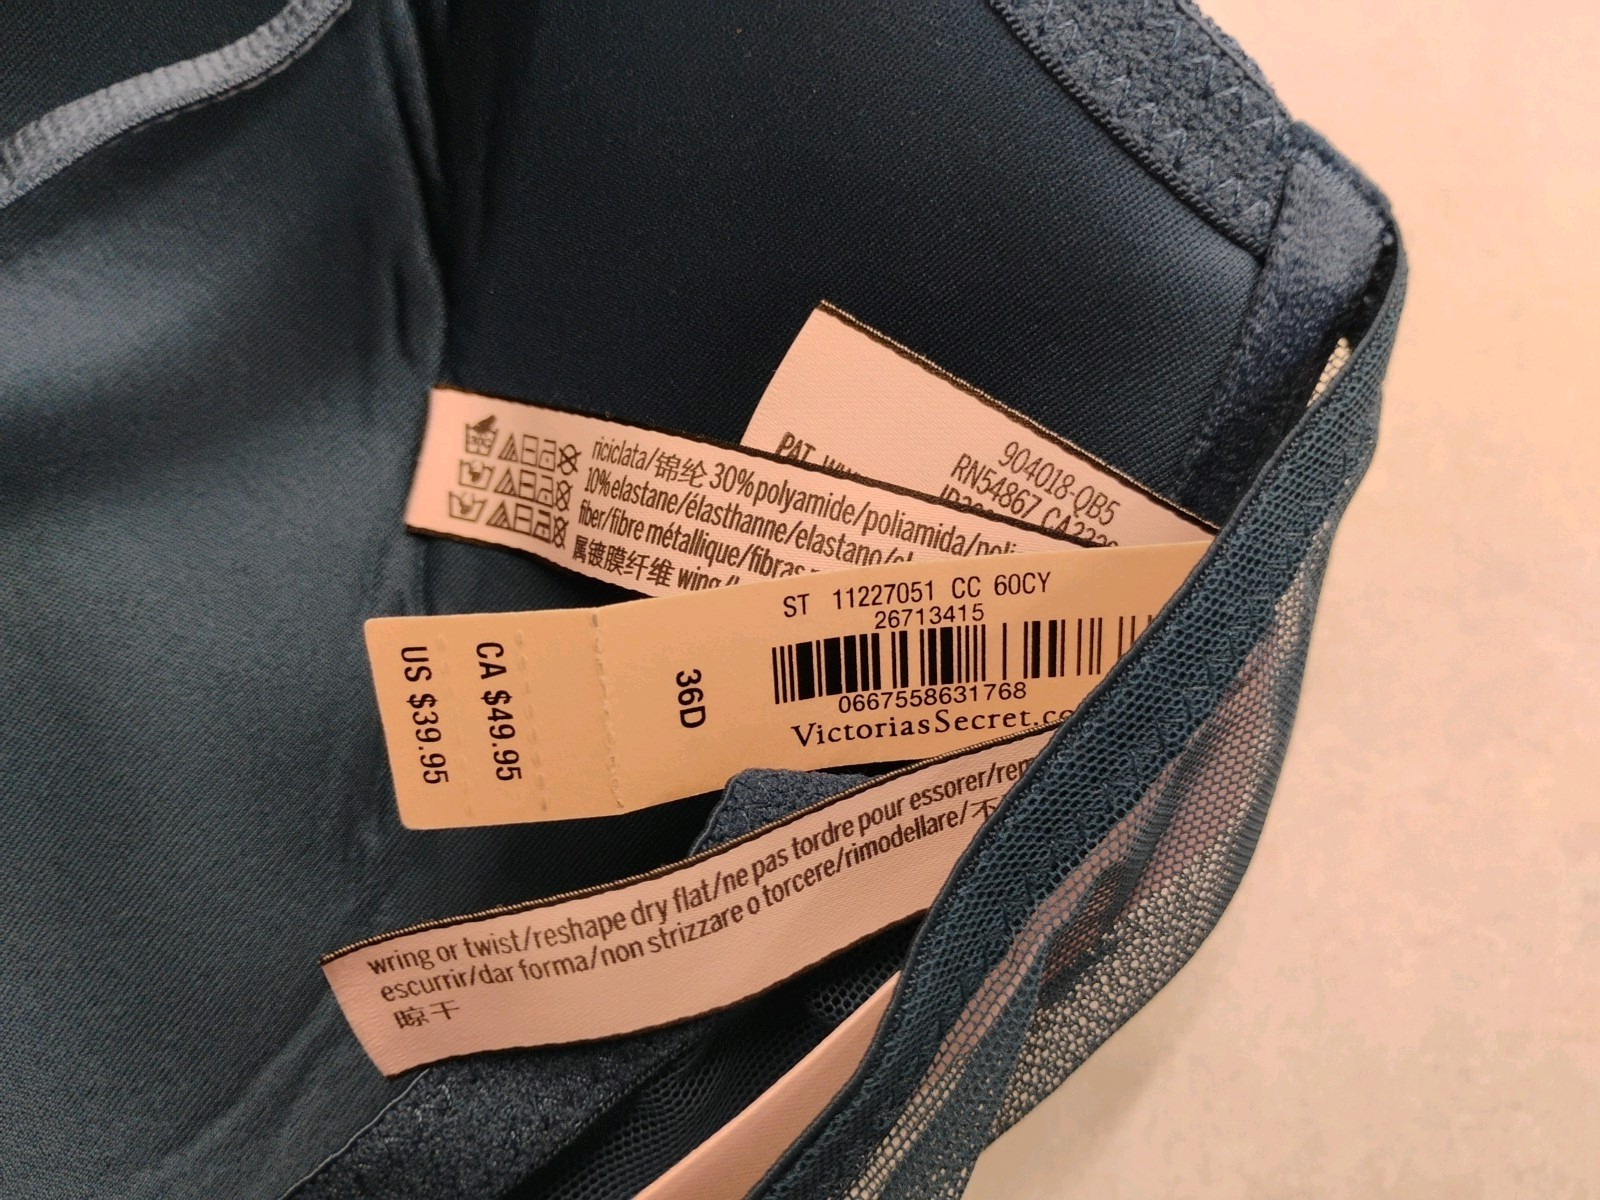 904018-QB5
RN54867
PAT
riciclata/锦纶 30% polyamide/poliamida/
10% elastane/élasthanne/elastano/
fiber/fibre métallique/fibras
属镀膜纤维 wing
ST 11227051 CC 60CY
26713415
0667558631768
VictoriasSecret.
36D
CA $49.95
US $39.95
wring or twist/reshape dry flat/ne pas tordre pour essorer/
escurrir/dar forma/non strizzare o torcere/rimodellare/不
晾干